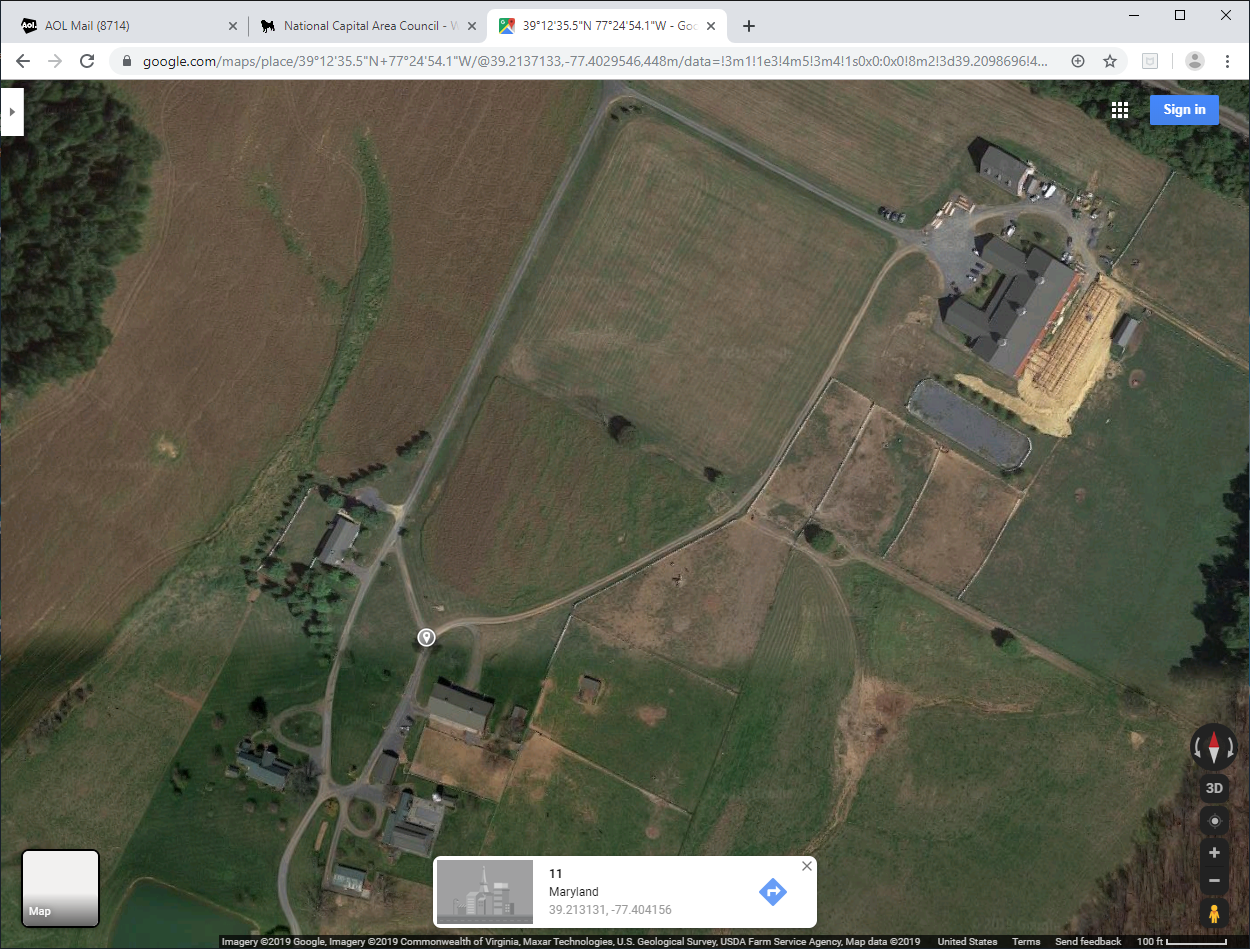 AOL Mail (8714)
National Capital Area Council - W
39°12'35.5"N 77°24'54.1"W - Goo
google.com/maps/place/39°12'35.5"N+77°24'54.1"W/@39.2137133,-77.4029546,448m/data=!3m1!1e3!4m5!3m4!1s0x0:0x0!8m2!3d39.2098696!4...
Sign in
3D
Map
11
Maryland
39.213131, -77.404156
Imagery ©2019 Google, Imagery ©2019 Commonwealth of Virginia, Maxar Technologies, U.S. Geological Survey, USDA Farm Service Agency, Map data ©2019 United States Terms Send feedback 100 ft